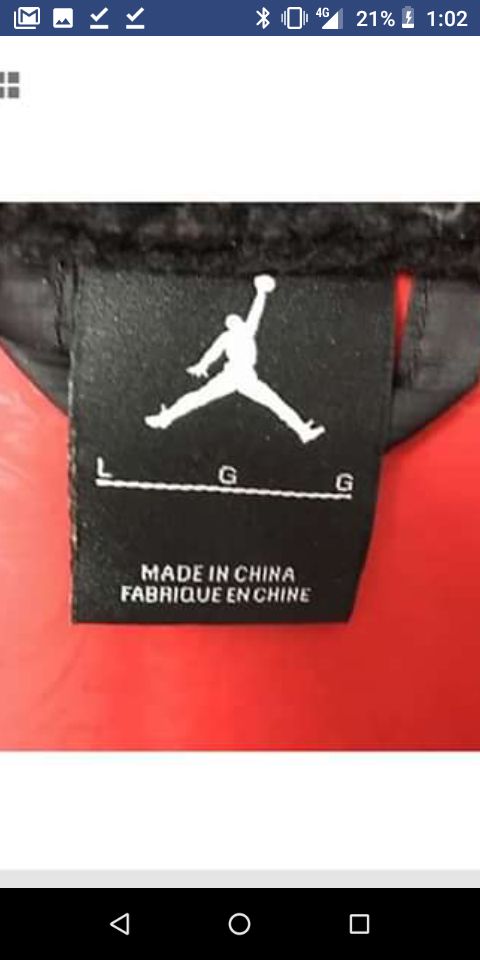 4G 21% 1:02
L G G
MADE IN CHINA
FABRIQUE EN CHINE